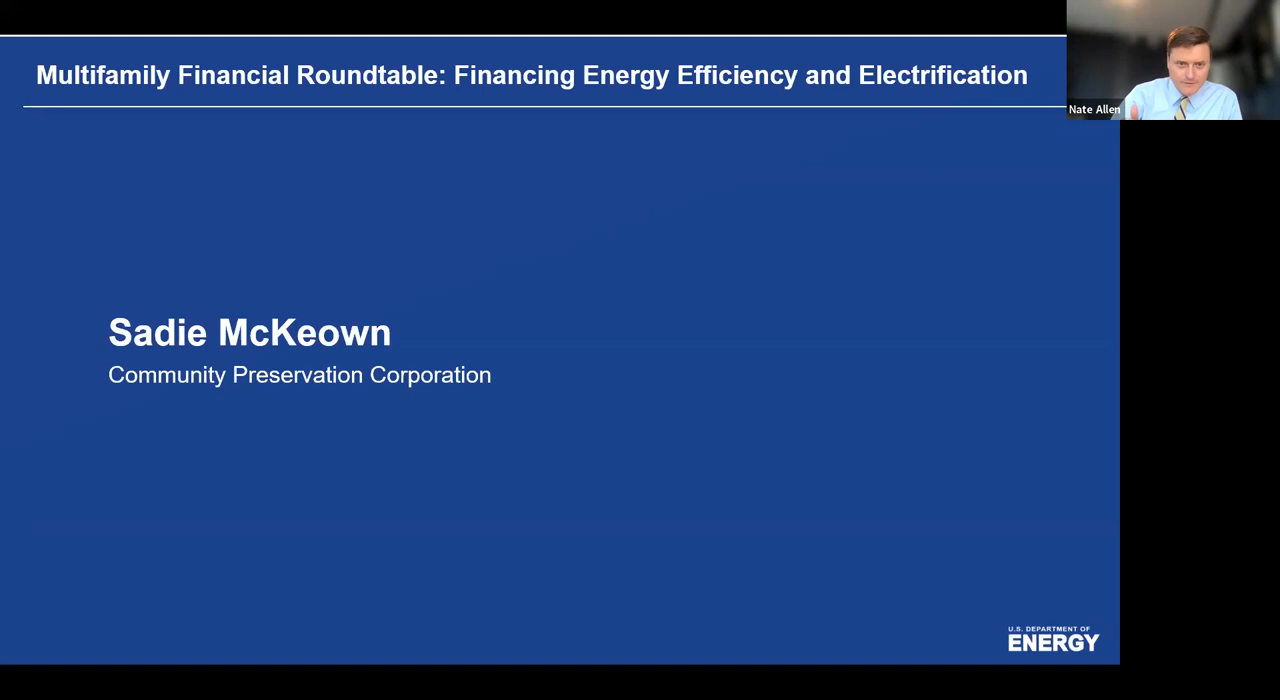 Multifamily Financial Roundtable: Financing Energy Efficiency and Electrification
Nate Allen
Sadie McKeown
Community Preservation Corporation
U.S. DEPARTMENT OF
ENERGY